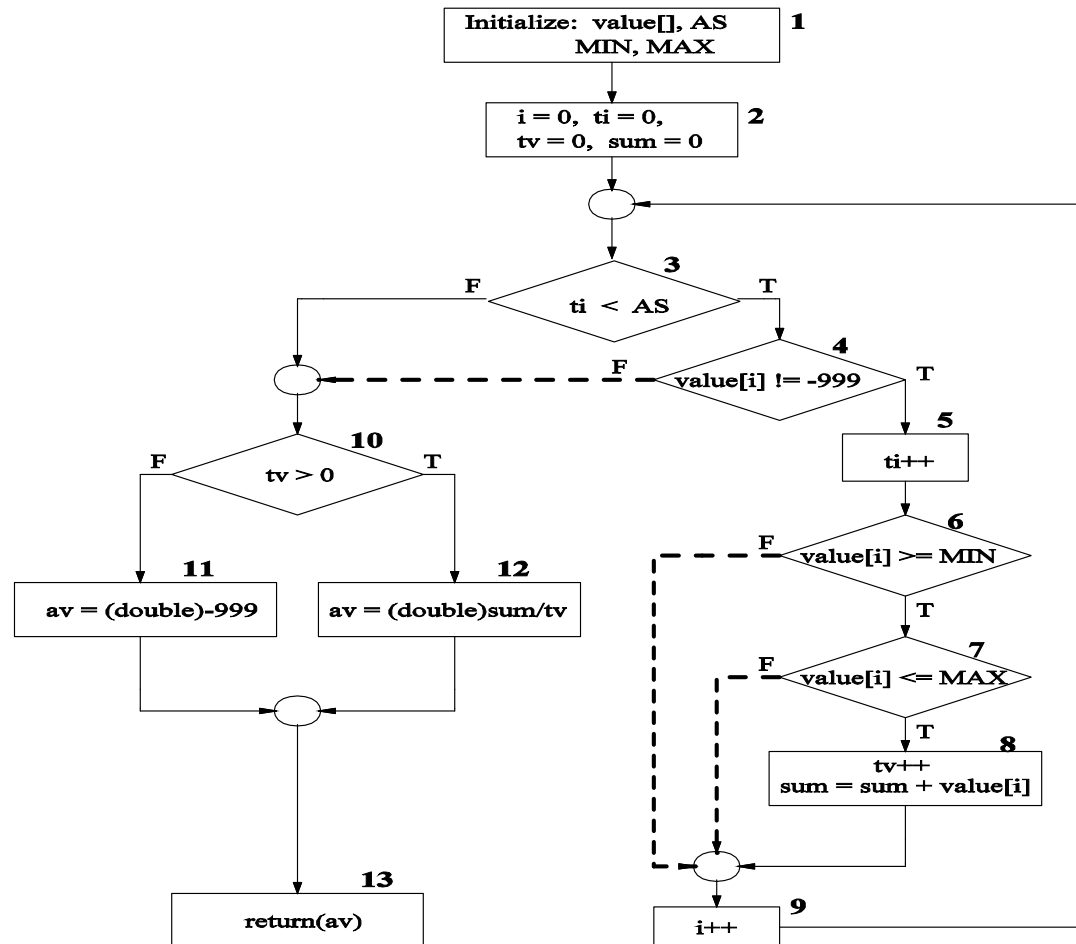 Initialize: value[], AS
MIN, MAX
1
i = 0, ti = 0,
tv = 0, sum = 0
2
3
F
T
ti < AS
4
F
value[i] != -999
T
5
ti++
10
F
T
tv > 0
6
F
value[i] >= MIN
T
11
av = (double)-999
12
av = (double)sum/tv
7
F
value[i] <= MAX
T
8
tv++
sum = sum + value[i]
13
return(av)
9
i++